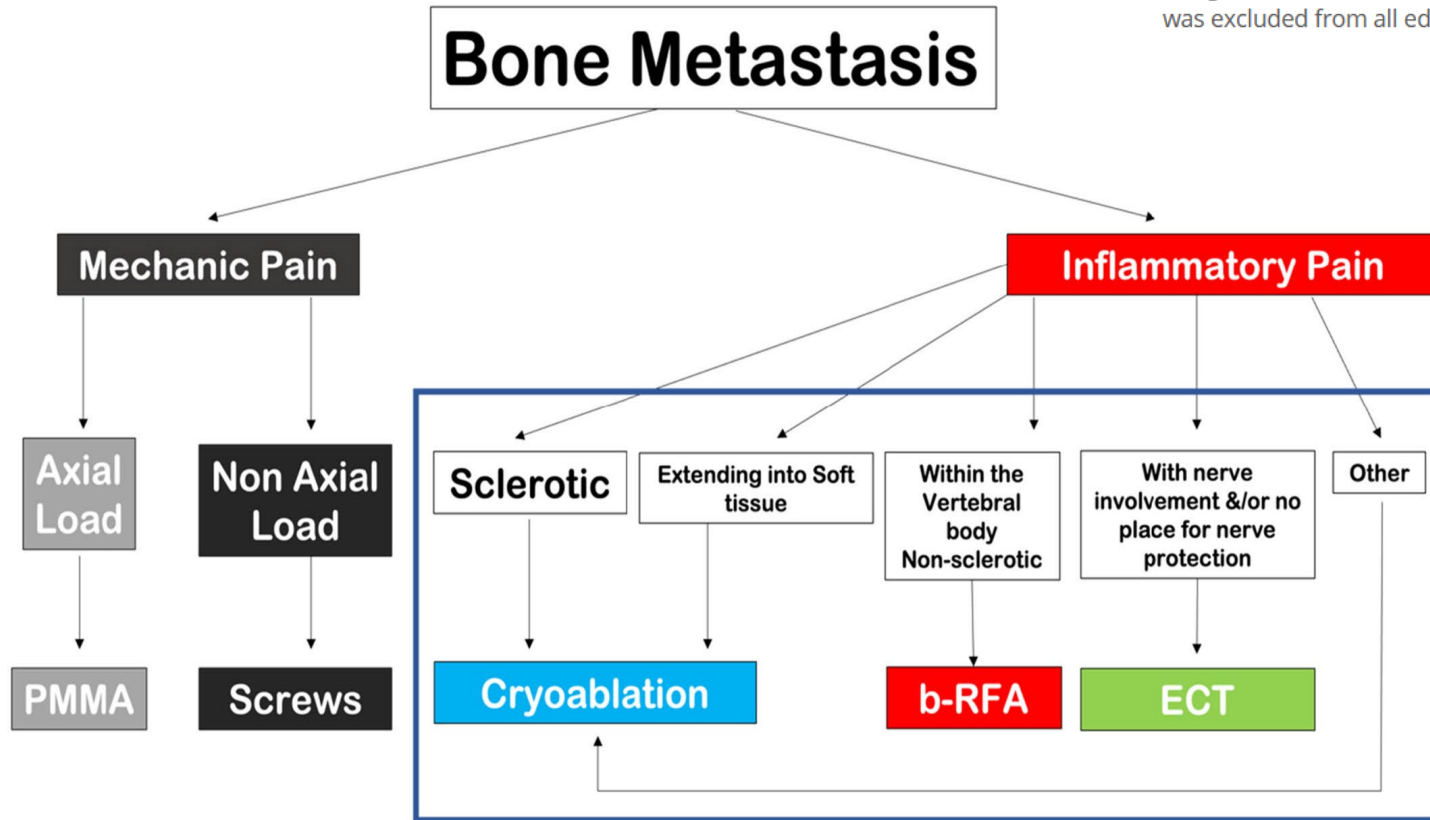 was excluded from all ed
Bone Metastasis
Mechanic Pain
Inflammatory Pain
Axial
Load
Non Axial
Load
Sclerotic
Extending into Soft
tissue
Within the
Vertebral
body
Non-sclerotic
With nerve
involvement &/or no
place for nerve
protection
Other
PMMA
Screws
Cryoablation
b-RFA
ECT